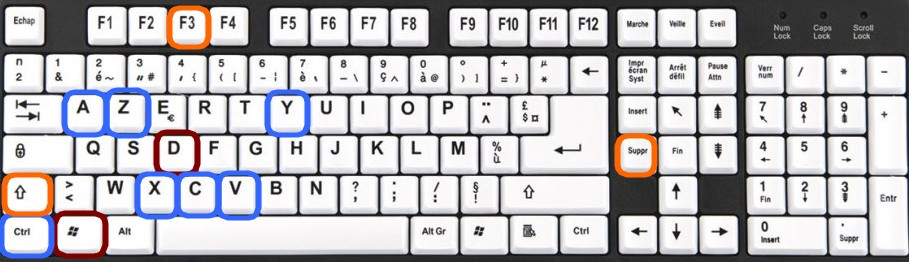 Echap F1 F2 F3 F4 F5 F6 F7 F8 F9 F10 F11 F12 Marche Veille Eveil
Num Lock Caps Lock Scroll Lock
2 1 & 2 é ~ 3 " # 4 ' { 5 ( [ 6 - 7 è 8 _ \ 9 ç ^ 0 à @ ° ) ] + = } µ * Impr écran Syst Arrêt défil Pause Attn Verr num / * -
A Z E € R T Y U I O P ¨ ^ £ $ ¤ Insert 7 8 9 +
Q S D F G H J K L M % ù Suppr Fin 4 5 6
> < W X C V B N ? , . ; / : § ! 1 Fin 2 3 Entr
Ctrl Alt Alt Gr Ctrl 0 Insert . Suppr